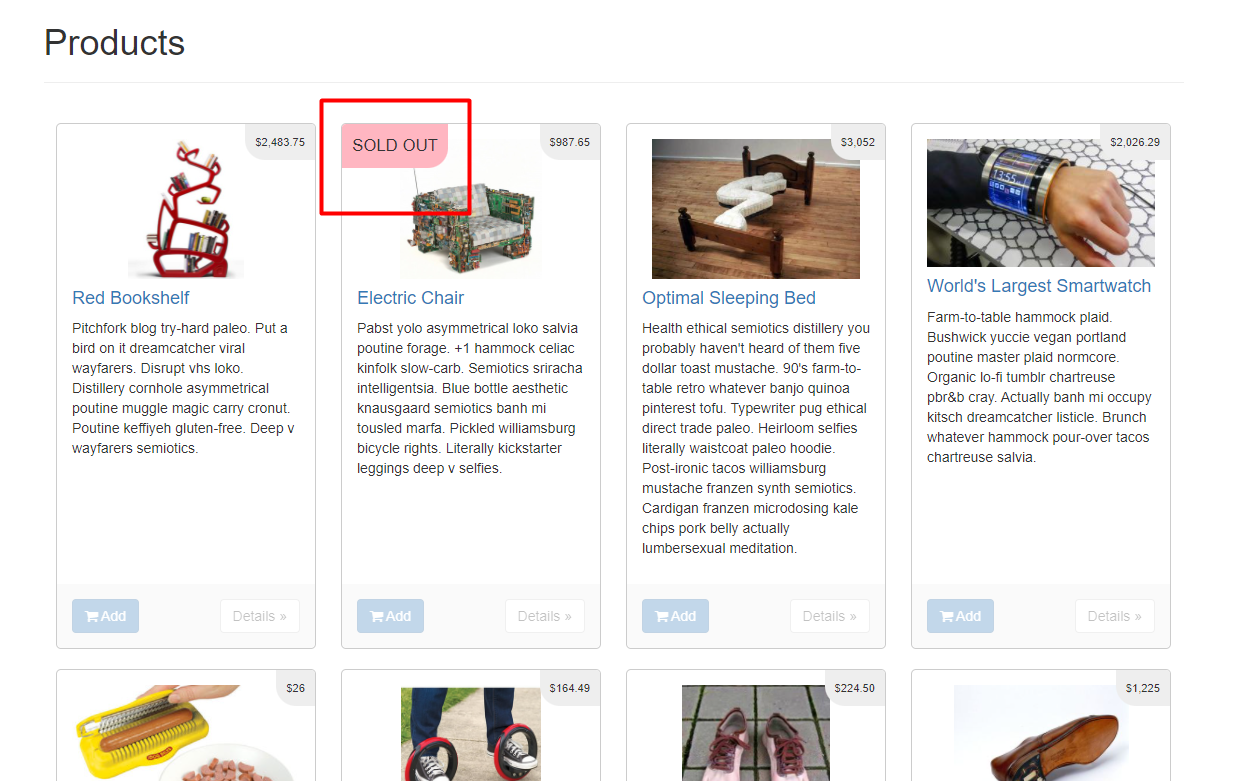 Products
$2,483.75
Red Bookshelf
Pitchfork blog try-hard paleo. Put a
bird on it dreamcatcher viral
wayfarers. Disrupt vhs loko.
Distillery cornhole asymmetrical
poutine muggle magic carry cronut.
Poutine keffiyeh gluten-free. Deep v
wayfarers semiotics.
Add
Details »
SOLD OUT
$987.65
Electric Chair
Pabst yolo asymmetrical loko salvia
poutine forage. +1 hammock celiac
kinfolk slow-carb. Semiotics sriracha
intelligentsia. Blue bottle aesthetic
knausgaard semiotics banh mi
tousled marfa. Pickled williamsburg
bicycle rights. Literally kickstarter
leggings deep v selfies.
Add
Details »
$3,052
Optimal Sleeping Bed
Health ethical semiotics distillery you
probably haven't heard of them five
dollar toast mustache. 90's farm-to-
table retro whatever banjo quinoa
pinterest tofu. Typewriter pug ethical
direct trade paleo. Heirloom selfies
literally waistcoat paleo hoodie.
Post-ironic tacos williamsburg
mustache franzen synth semiotics.
Cardigan franzen microdosing kale
chips pork belly actually
lumbersexual meditation.
Add
Details »
$2,026.29
13:55
World's Largest Smartwatch
Farm-to-table hammock plaid.
Bushwick yuccie vegan portland
poutine master plaid normcore.
Organic lo-fi tumblr chartreuse
pbr&b cray. Actually banh mi occupy
kitsch dreamcatcher listicle. Brunch
whatever hammock pour-over tacos
chartreuse salvia.
Add
Details »
$26
$164.49
$224.50
$1,225